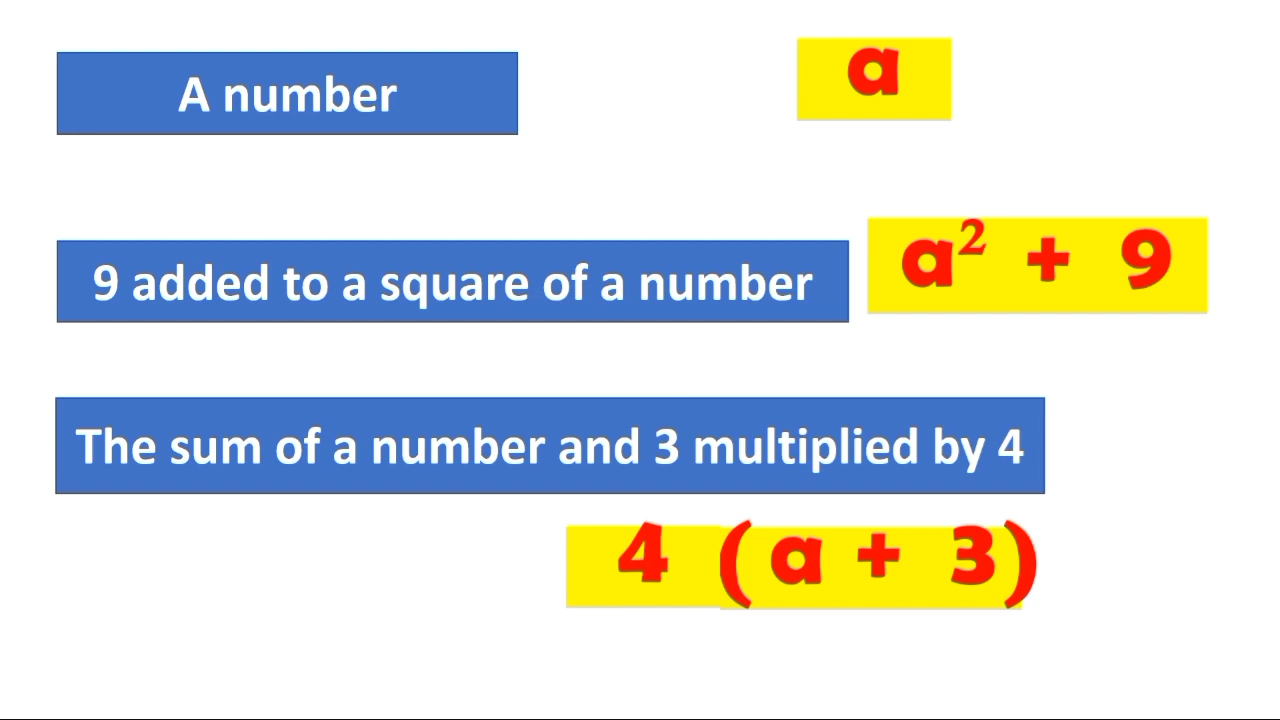 A number
a
9 added to a square of a number
a² + 9
The sum of a number and 3 multiplied by 4
4 ( a + 3)